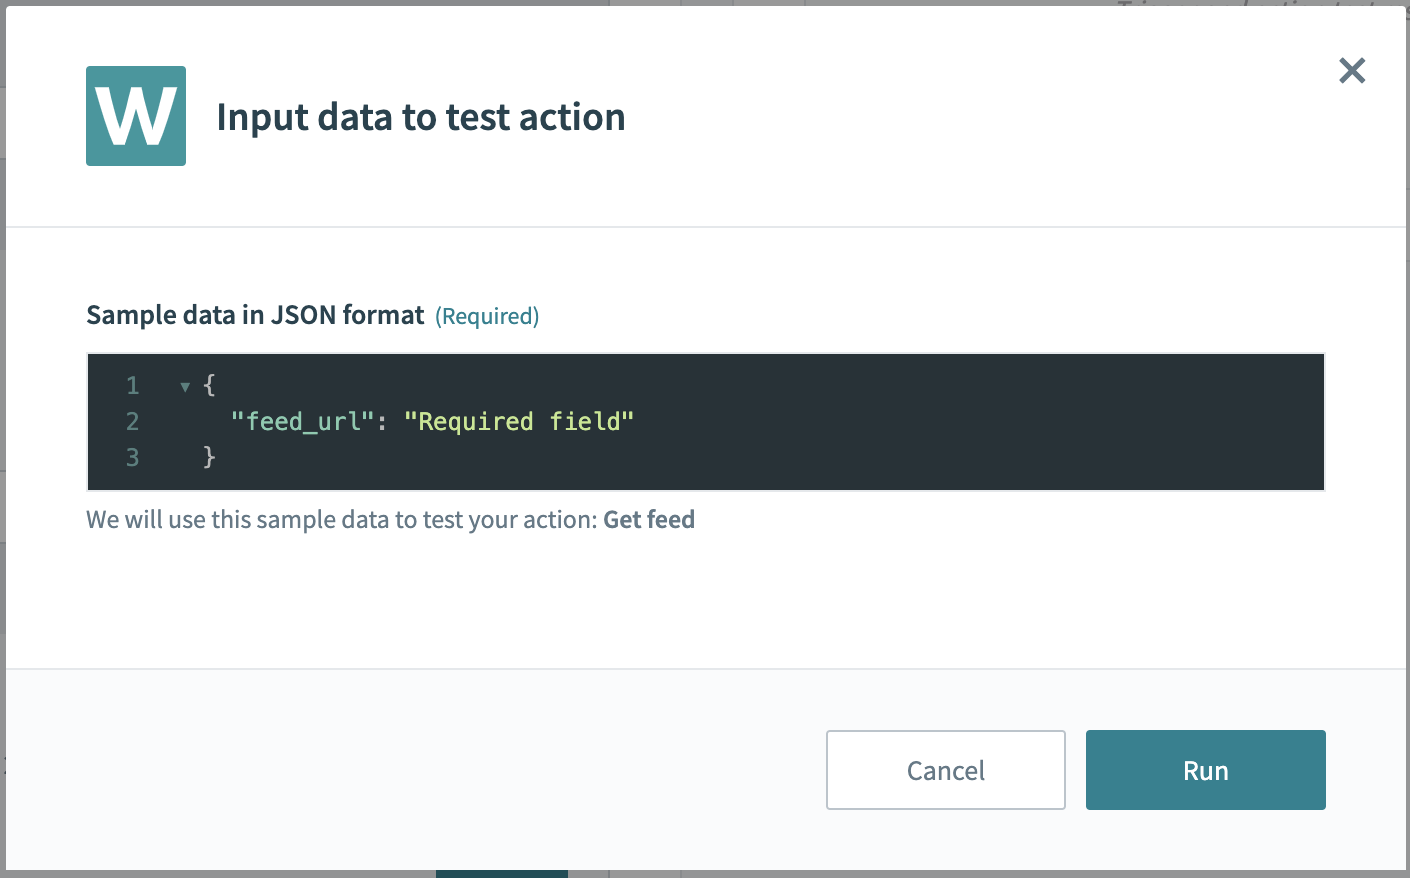 W
Input data to test action
Sample data in JSON format (Required)
1 {
2 "feed_url": "Required field"
3 }
We will use this sample data to test your action: Get feed
Cancel
Run